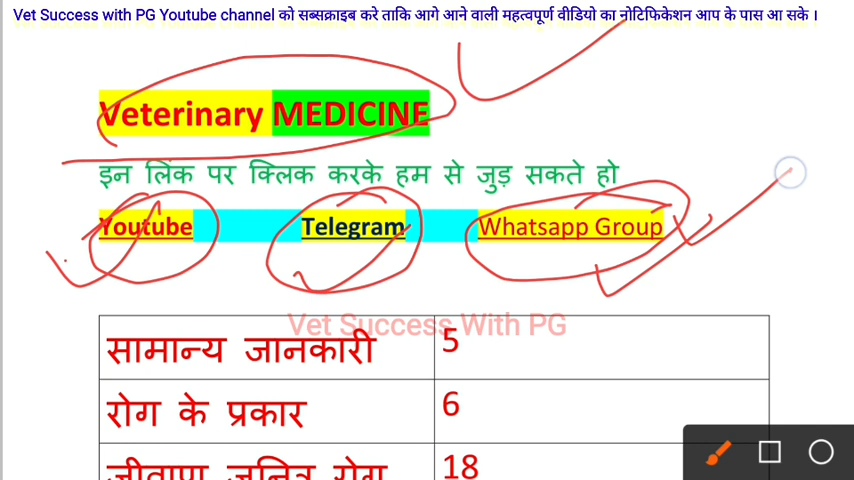 Vet Success with PG Youtube channel को सब्सक्राइब करे ताकि आगे आने वाली महत्वपूर्ण वीडियो का नोटिफिकेशन आप के पास आ सके ।
Veterinary MEDICINE
इन लिंक पर क्लिक करके हम से जुड़ सकते हो
Youtube Telegram Whatsapp Group
Vet Success With PG
सामान्य जानकारी 5
रोग के प्रकार 6
जीवाणु जनित रोग 18